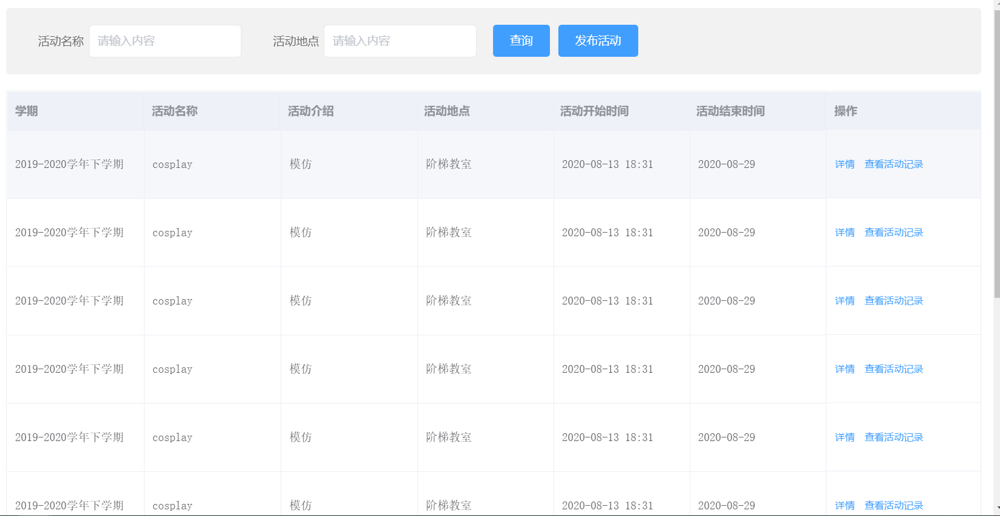 活动名称 请输入内容 活动地点 请输入内容 查询 发布活动
学期 活动名称 活动介绍 活动地点 活动开始时间 活动结束时间 操作
2019-2020学年下学期 cosplay 模仿 阶梯教室 2020-08-13 18:31 2020-08-29 详情 查看活动记录
2019-2020学年下学期 cosplay 模仿 阶梯教室 2020-08-13 18:31 2020-08-29 详情 查看活动记录
2019-2020学年下学期 cosplay 模仿 阶梯教室 2020-08-13 18:31 2020-08-29 详情 查看活动记录
2019-2020学年下学期 cosplay 模仿 阶梯教室 2020-08-13 18:31 2020-08-29 详情 查看活动记录
2019-2020学年下学期 cosplay 模仿 阶梯教室 2020-08-13 18:31 2020-08-29 详情 查看活动记录
2019-2020学年下学期 cosplay 模仿 阶梯教室 2020-08-13 18:31 2020-08-29 详情 查看活动记录